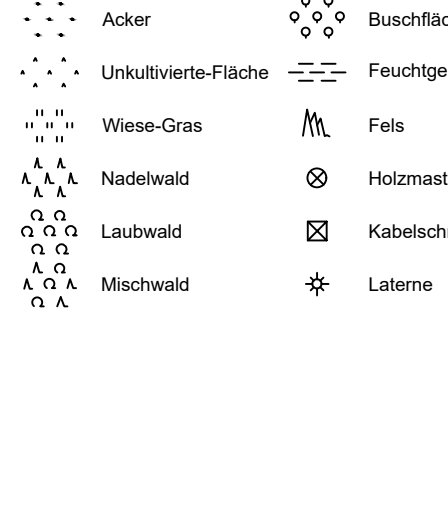 Acker
Unkultivierte-Fläche
Wiese-Gras
Nadelwald
Laubwald
Mischwald
Buschfläc
Feuchtge
Fels
Holzmast
Kabelsch
Laterne